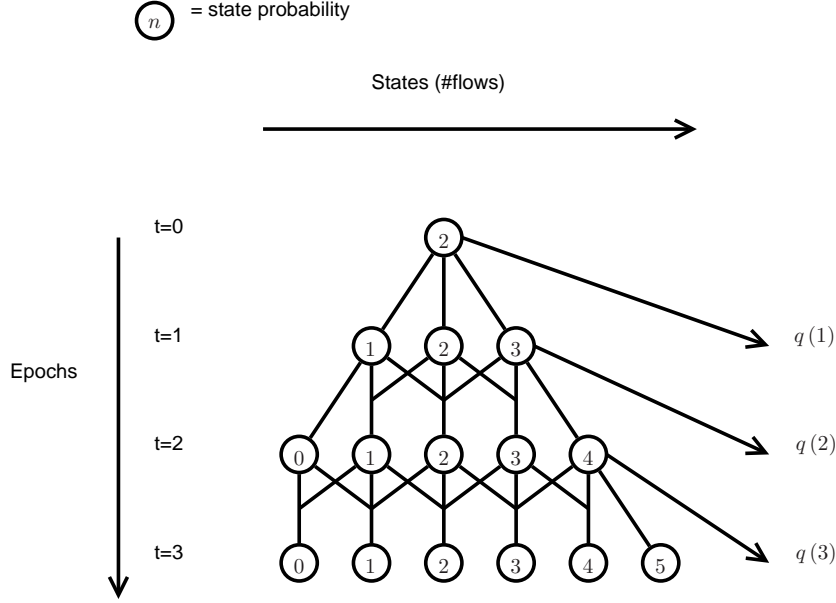 n = state probability
States (#flows)
t=0
2
t=1
1 2 3
q (1)
Epochs
t=2
0 1 2 3 4
q (2)
t=3
0 1 2 3 4 5
q (3)